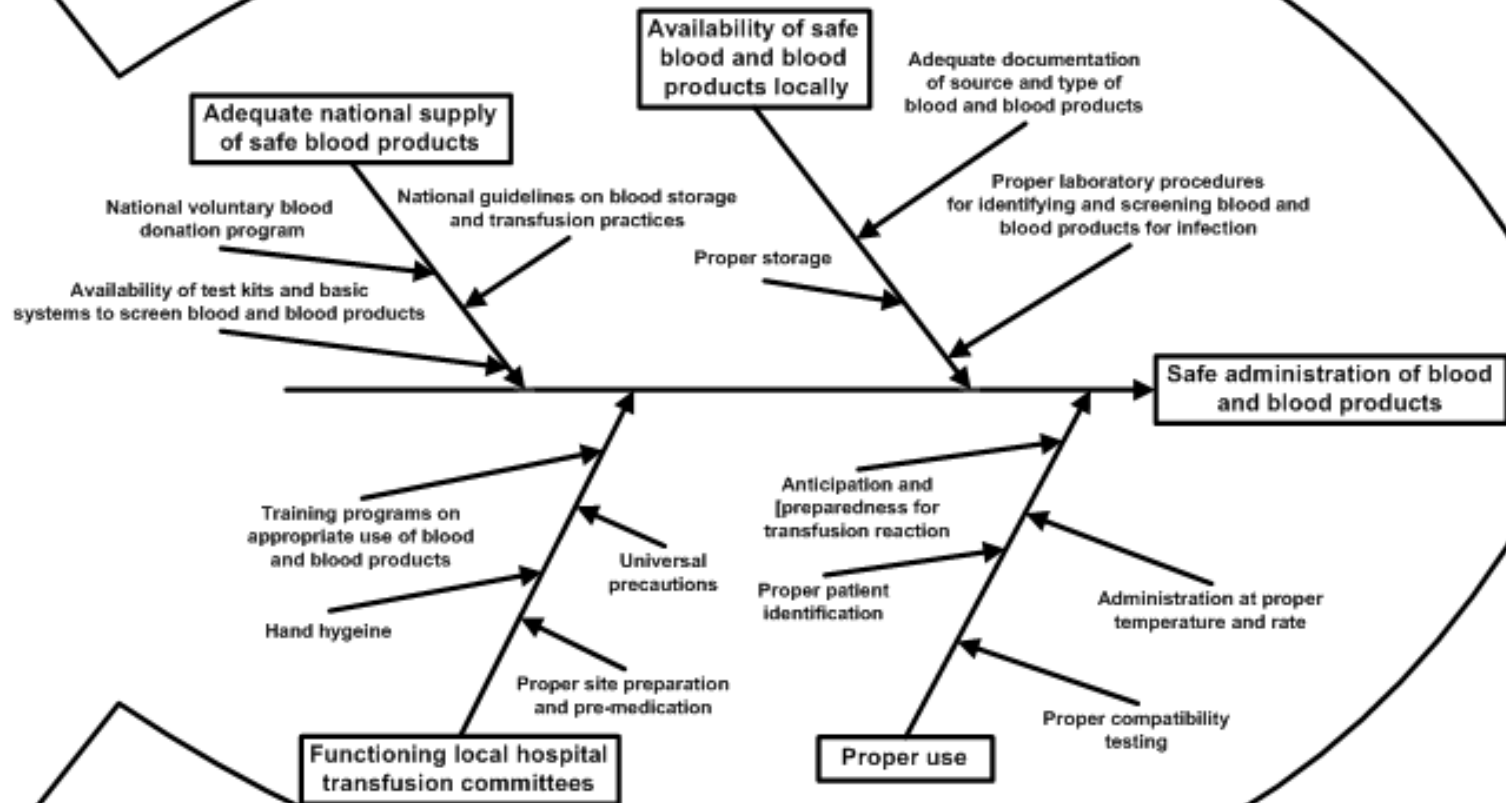 Availability of safe
blood and blood
products locally
Adequate documentation
of source and type of
blood and blood products
Adequate national supply
of safe blood products
National guidelines on blood storage
and transfusion practices
National voluntary blood
donation program
Proper laboratory procedures
for identifying and screening blood and
blood products for infection
Proper storage
Availability of test kits and basic
systems to screen blood and blood products
Safe administration of blood
and blood products
Training programs on
appropriate use of blood
and blood products
Universal
precautions
Hand hygeine
Proper site preparation
and pre-medication
Functioning local hospital
transfusion committees
Anticipation and
[preparedness for
transfusion reaction
Proper patient
identification
Administration at proper
temperature and rate
Proper compatibility
testing
Proper use